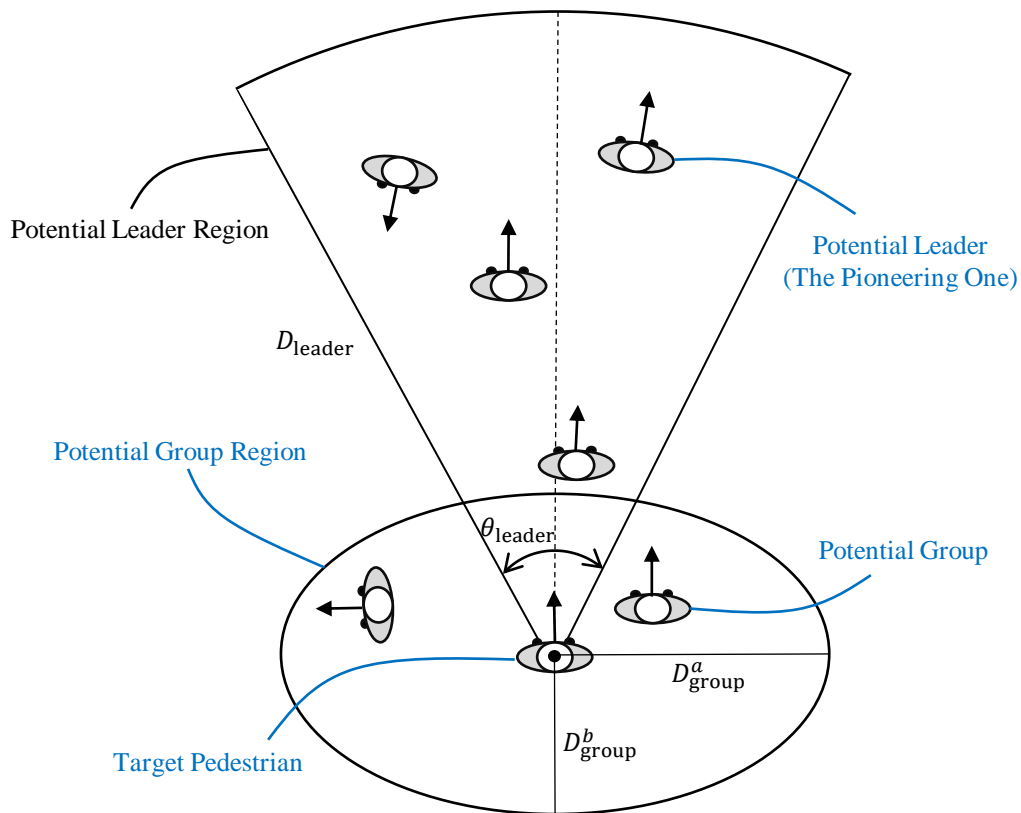 Potential Leader Region
Potential Leader
(The Pioneering One)
D_leader
Potential Group Region
θ_leader
Potential Group
D^a_group
D^b_group
Target Pedestrian